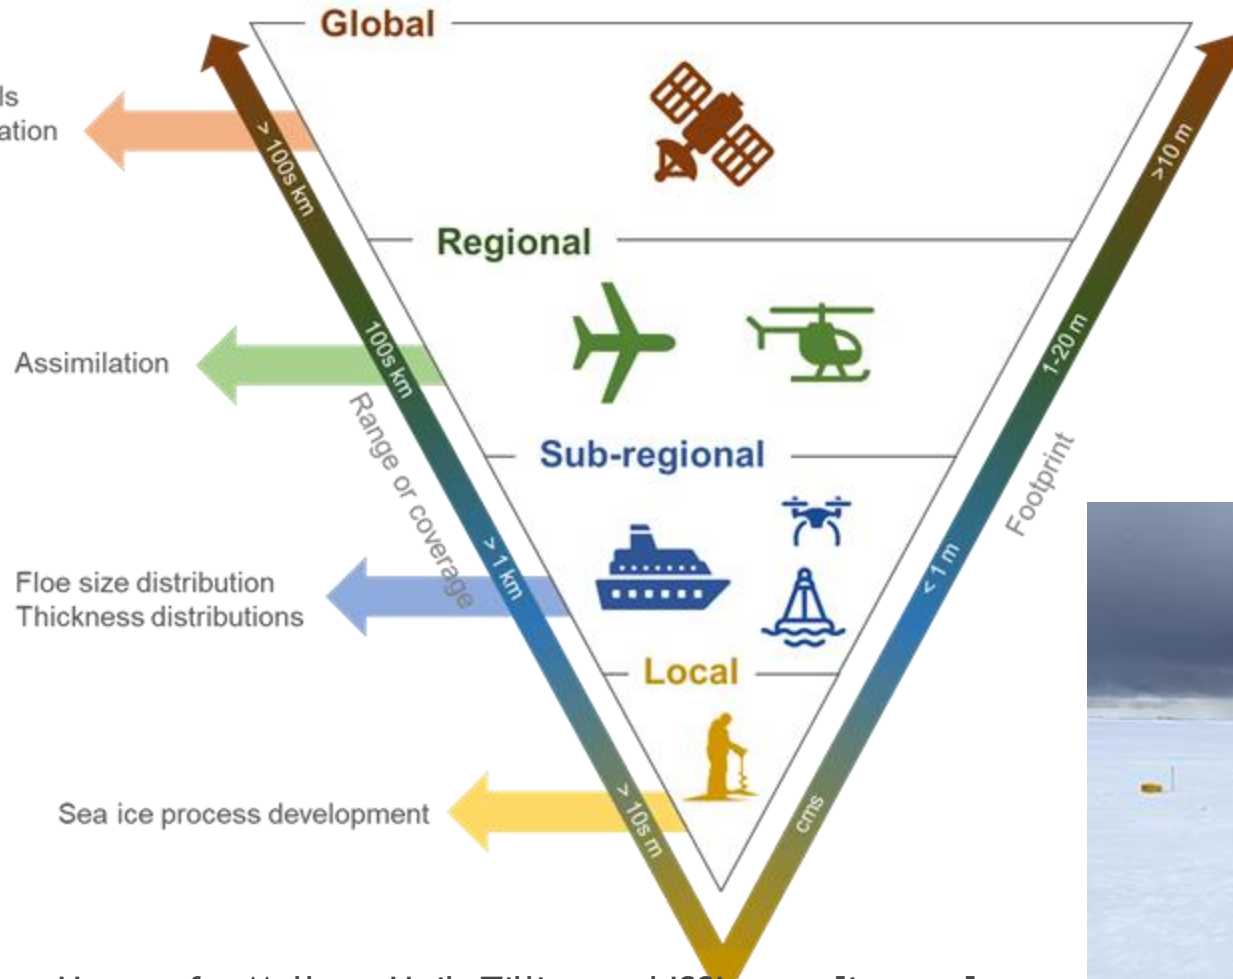 Global
ls
ation
> 100s km
>10 m
Regional
Assimilation
100s km
1-20 m
Range or coverage
Footprint
Sub-regional
Floe size distribution
Thickness distributions
> 1 km
< 1 m
Local
Sea ice process development
> 10s m
cms